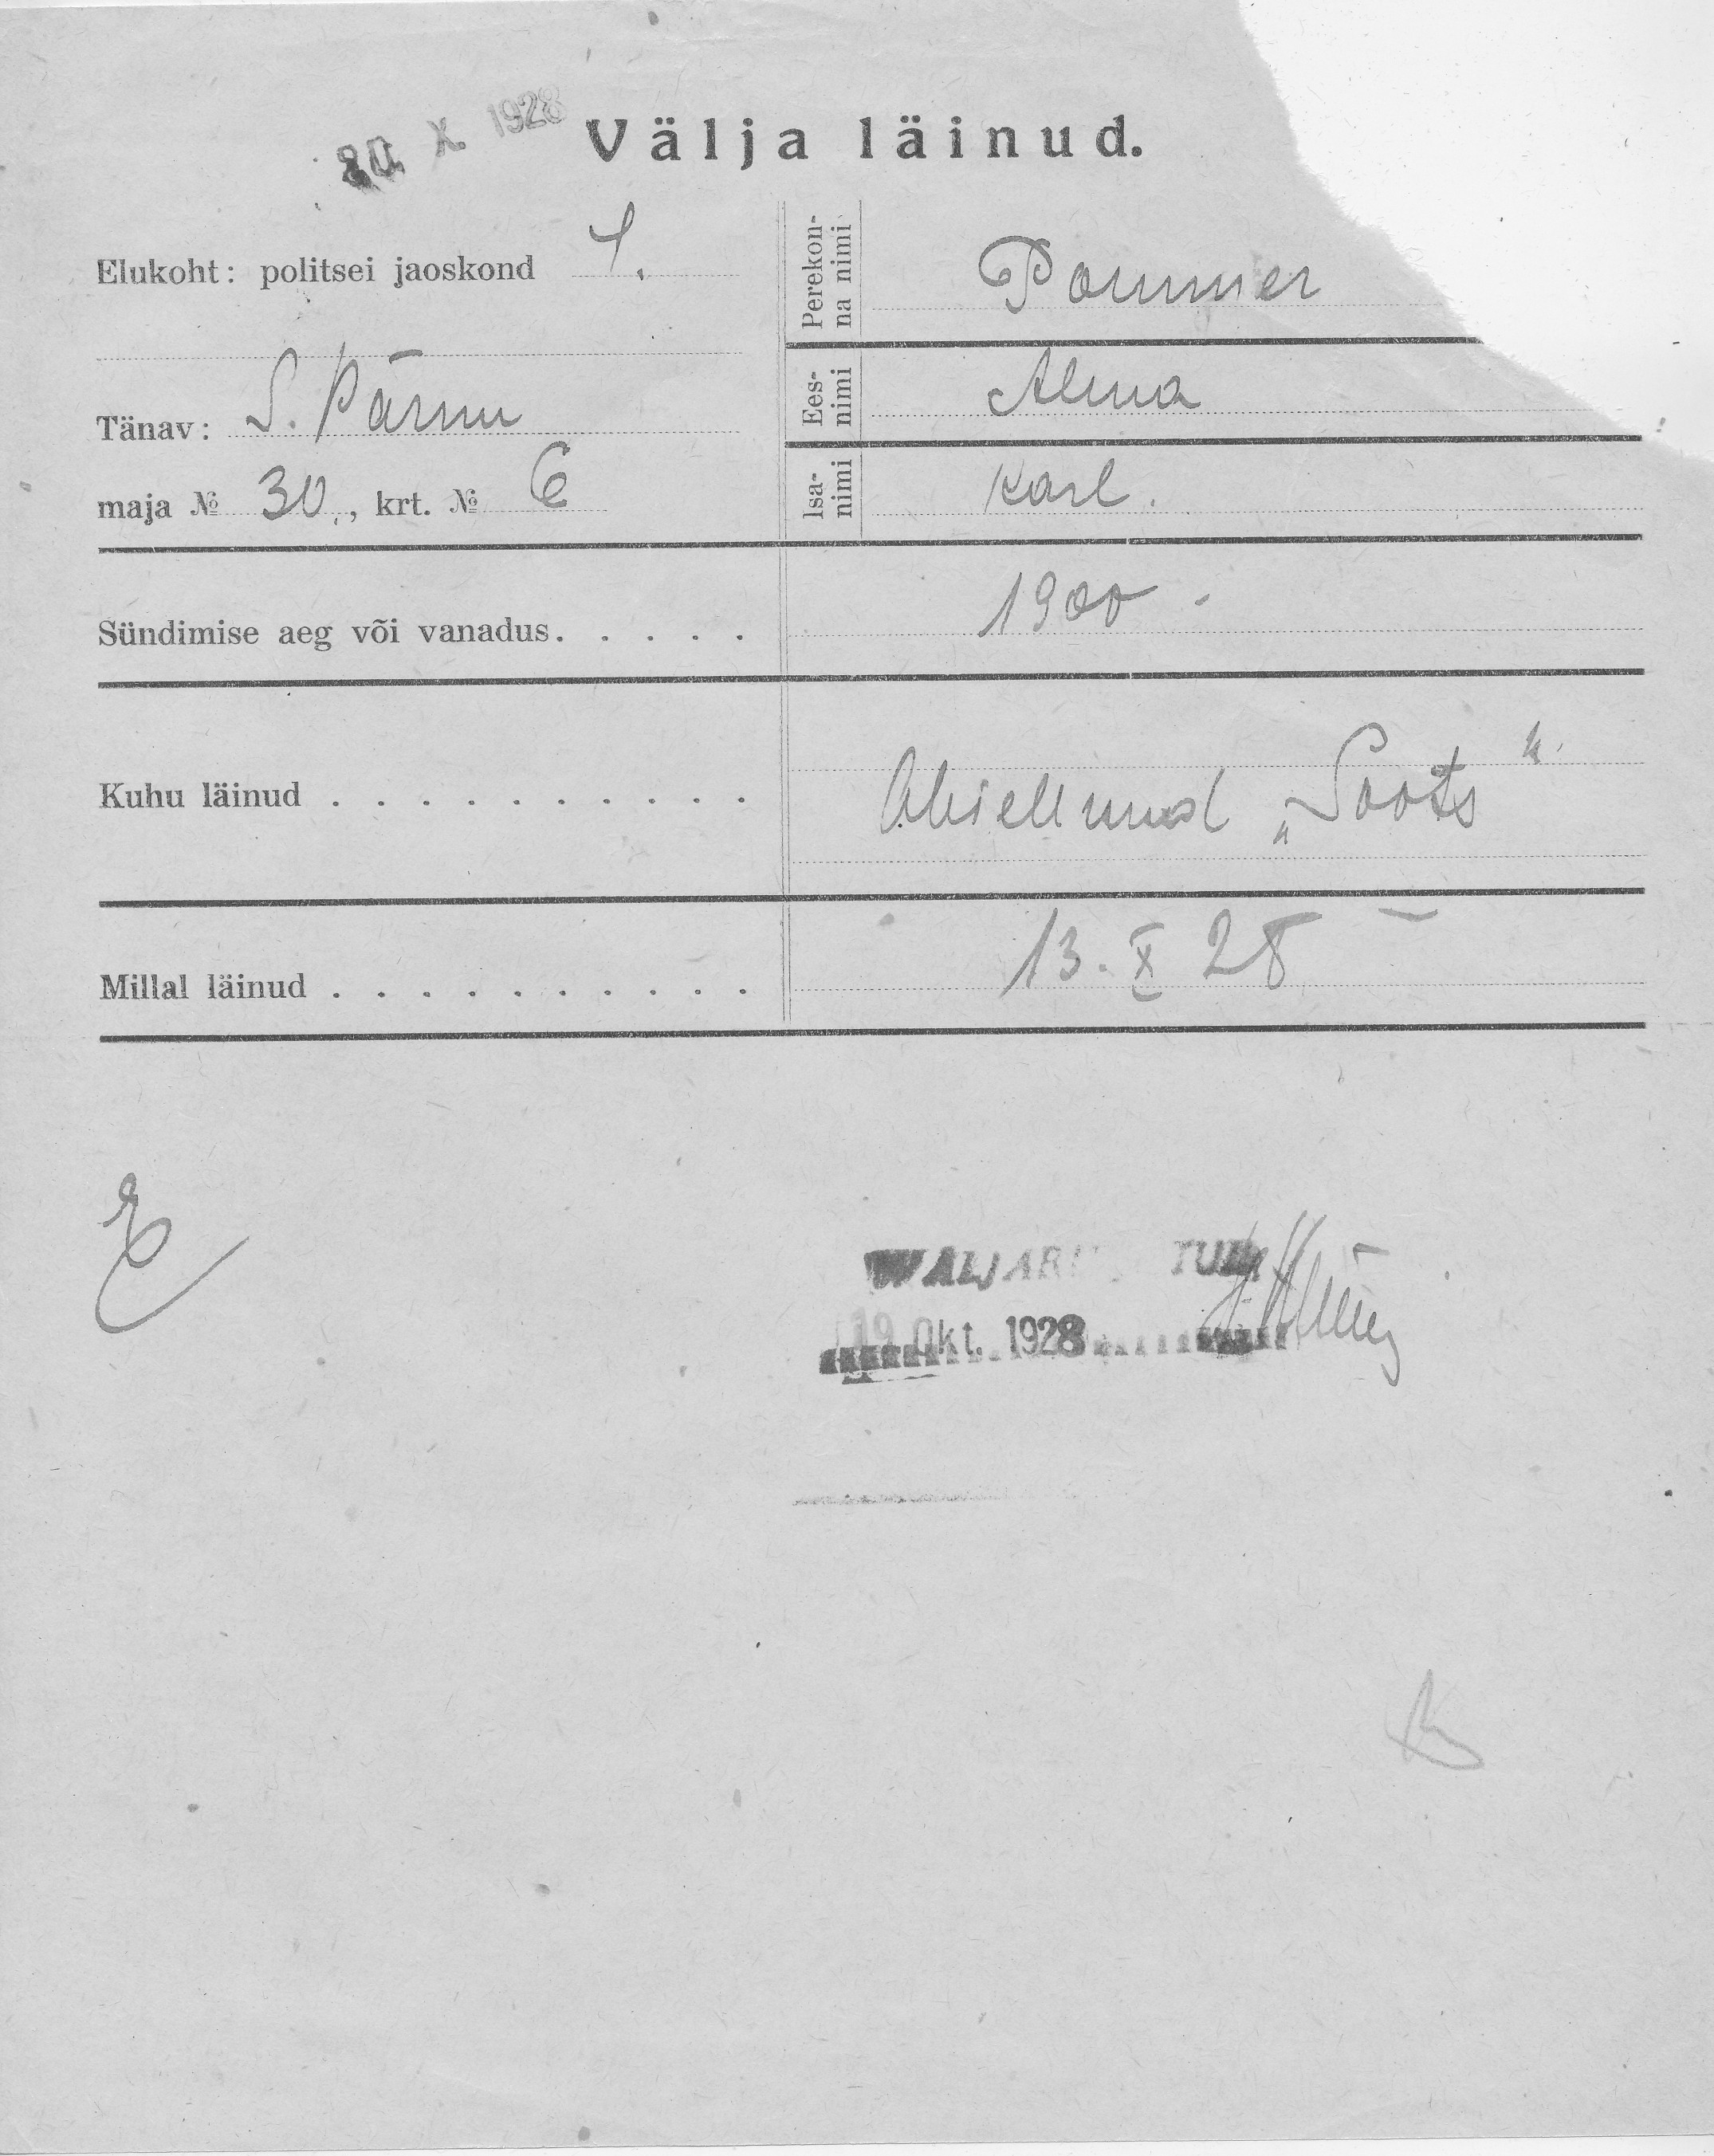 20. X 1928
Välja läinud.
Elukoht: politsei jaoskond 4.
Perekon-
na nimi
Pommer
Tänav: S. Pärnu
Ees-
nimi
Alma
maja № 30., krt. № 6
Isa-
nimi
Karl.
Sündimise aeg või vanadus. . . . .
1900 -
Kuhu läinud . . . . . . . . . .
Abiellunud „Soots"
Millal läinud . . . . . . . . . .
13. X 28
19 Okt. 1928